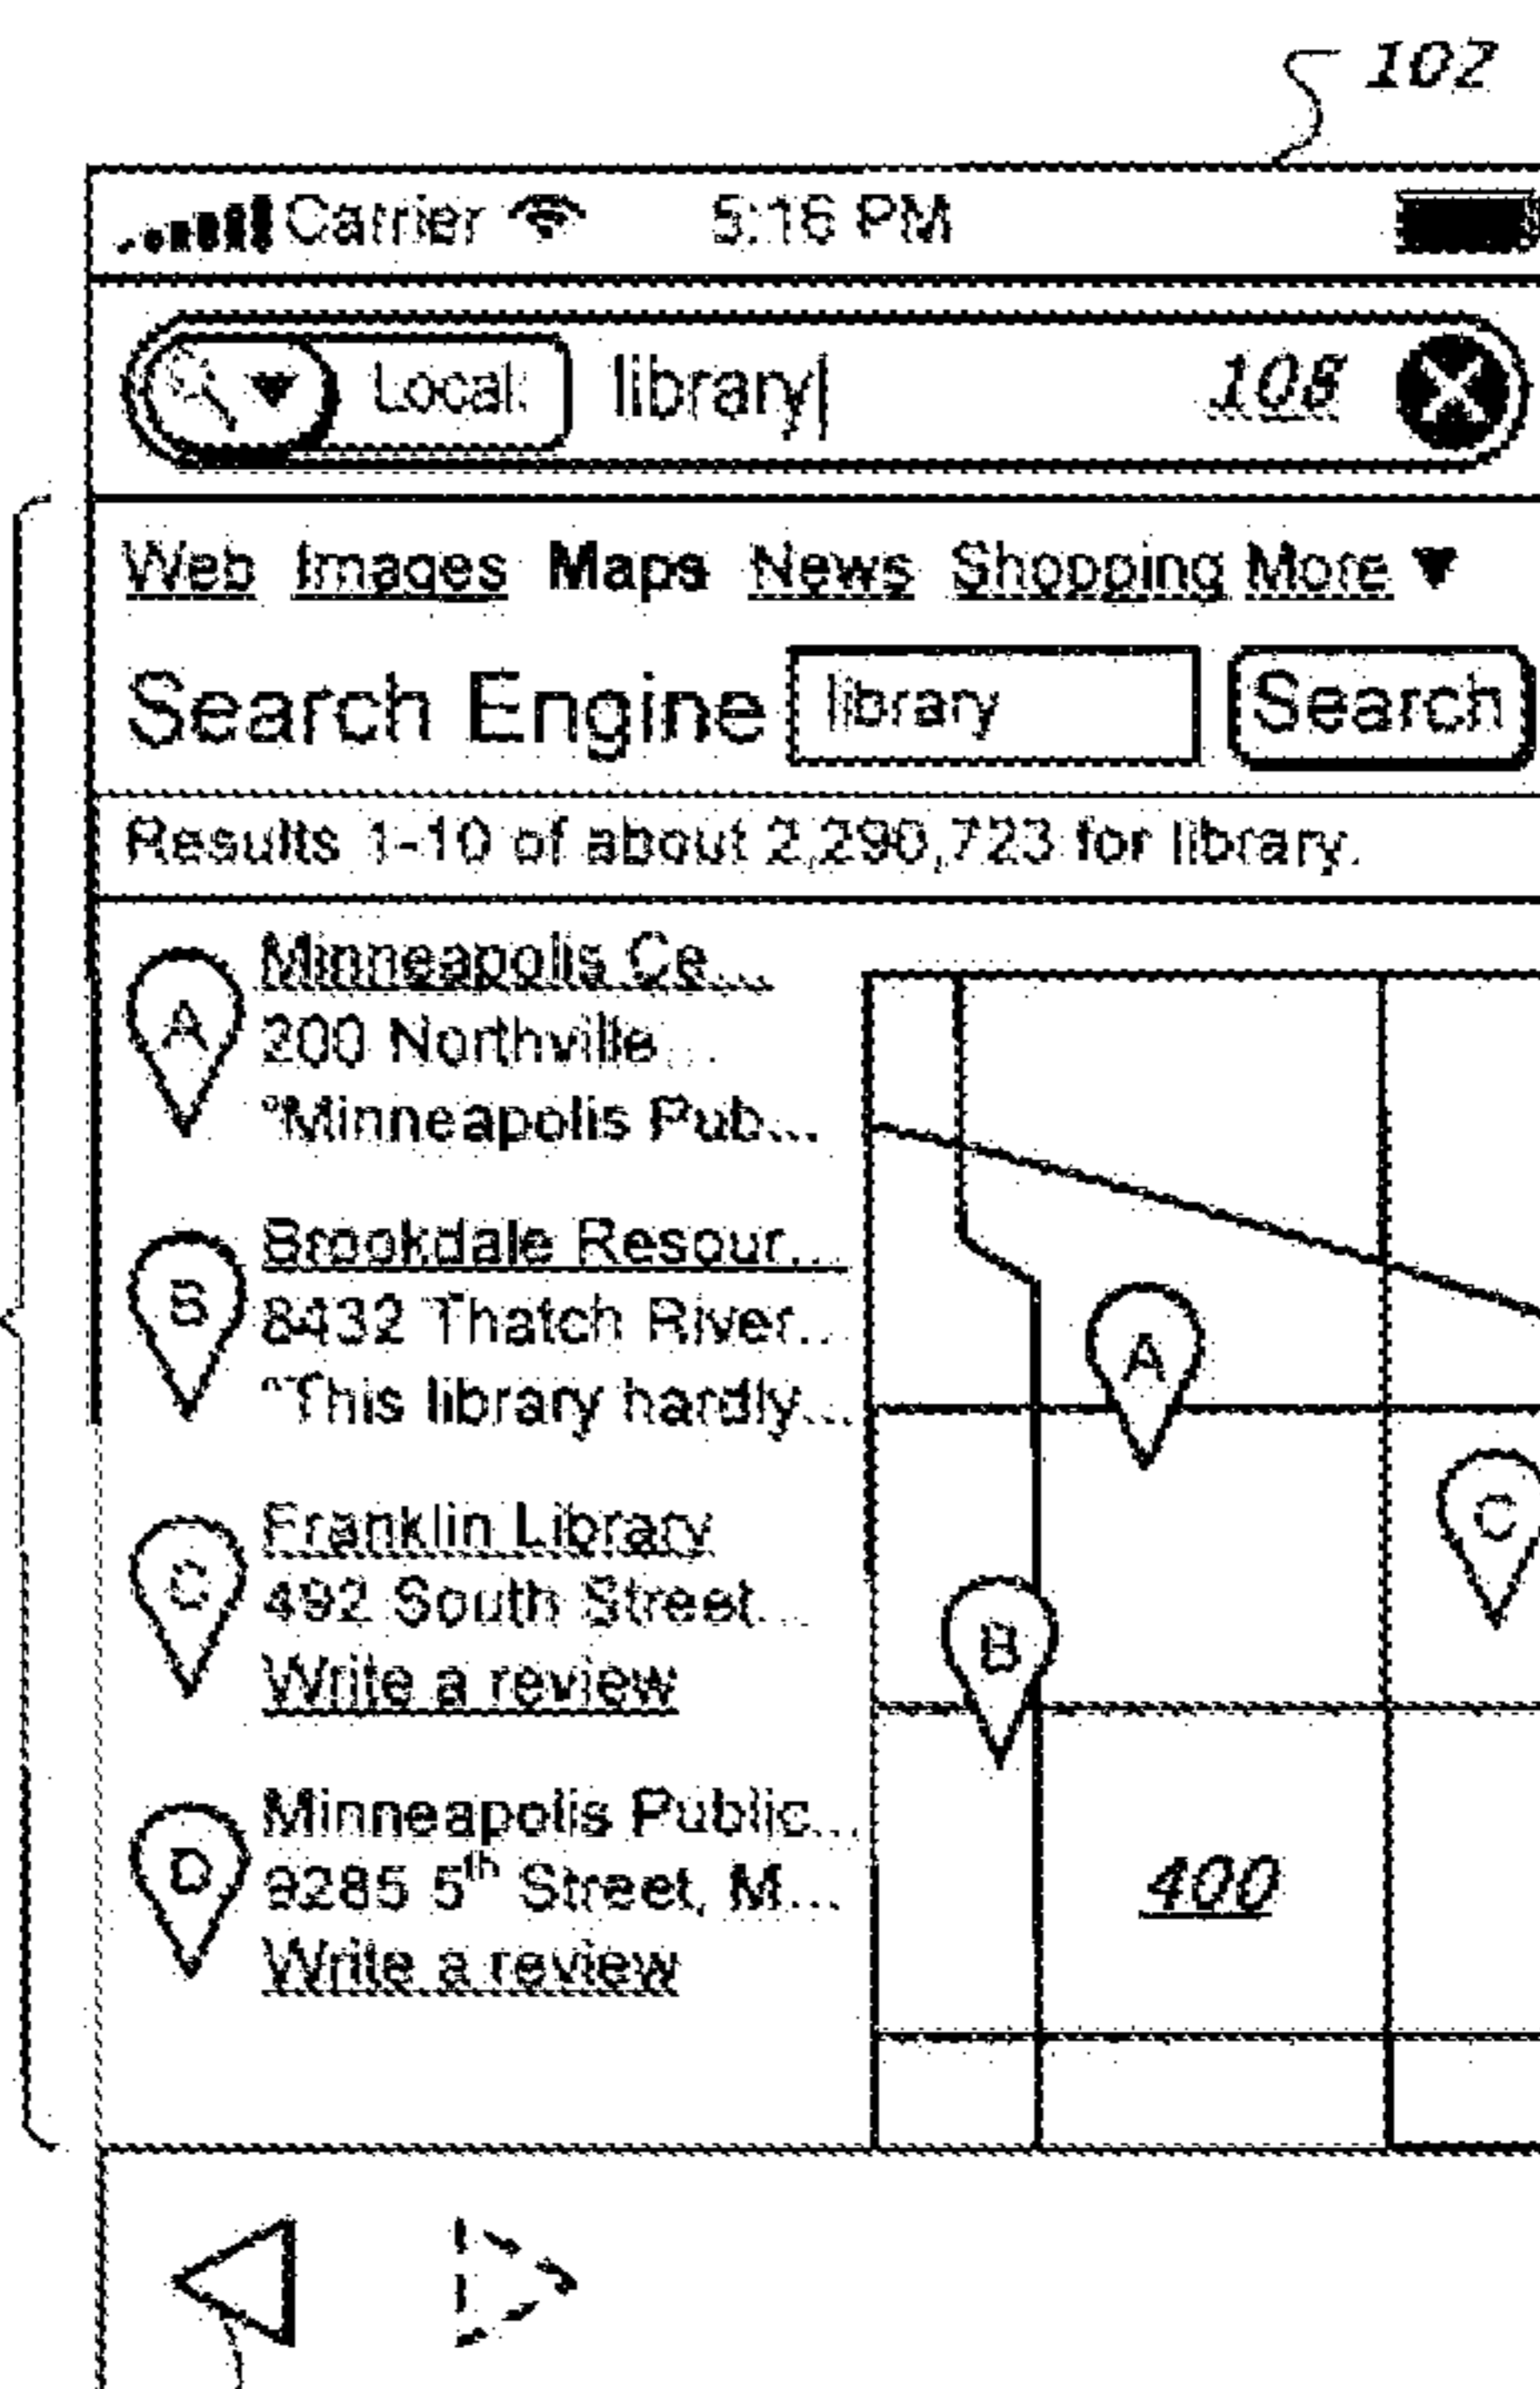 102
Carrier 5:16 PM
Local: library 108
Web Images Maps News Shopping More
Search Engine library Search
Results 1-10 of about 2,290,723 for library.
A Minneapolis Ce...
200 Northville...
"Minneapolis Pub...
B Brookdale Resour...
8432 Thatch River...
"This library hardly...
C Franklin Library
492 South Street...
Write a review
D Minneapolis Public...
9285 5th Street, M...
Write a review
A
C
B
400